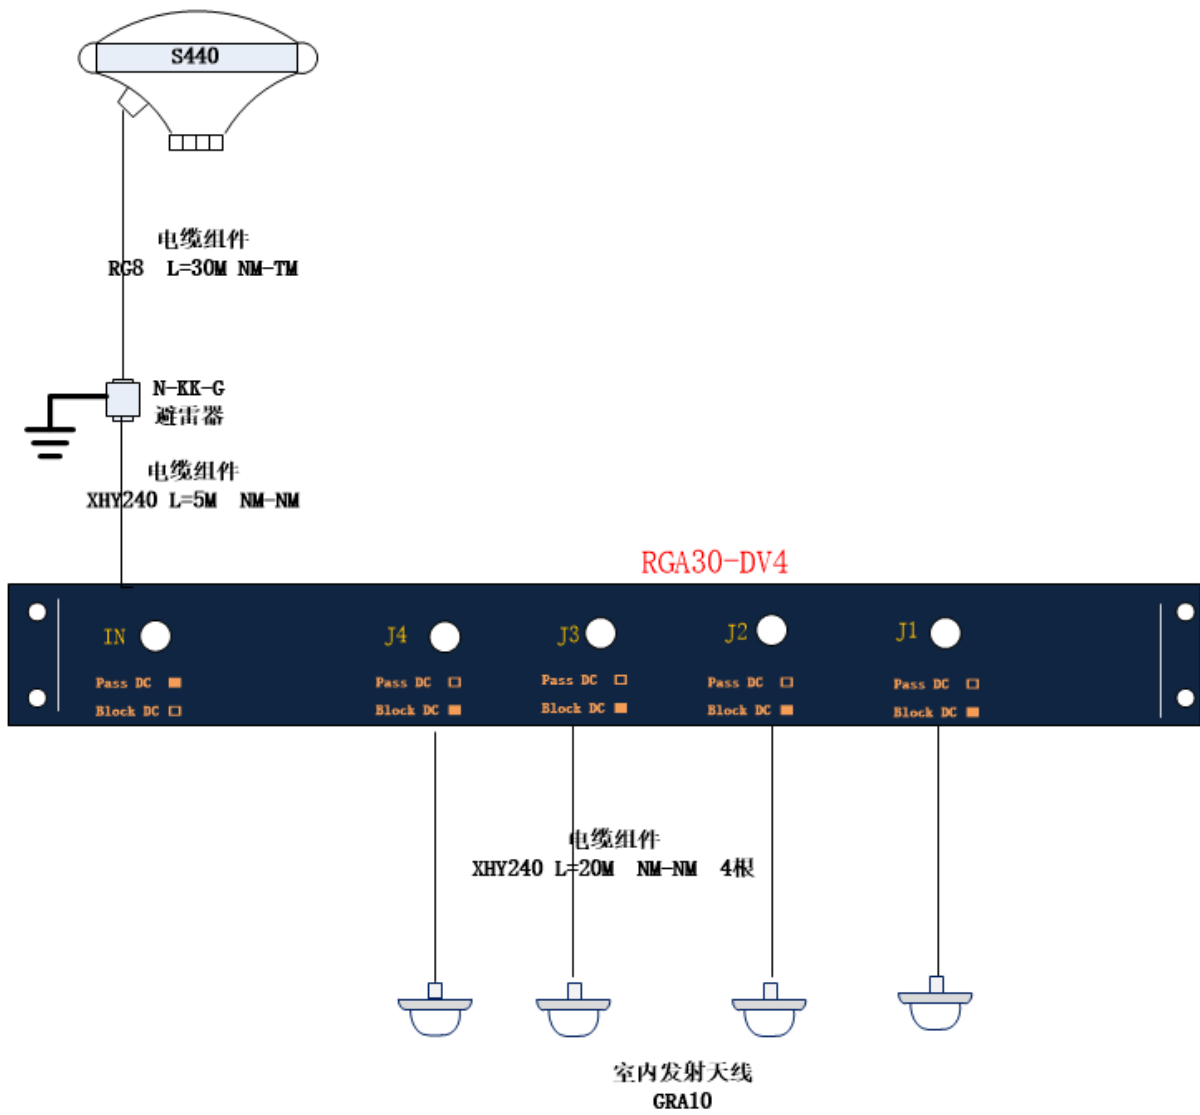 S440
电缆组件
RG8  L=30M NM-TM
N-KK-G
避雷器
电缆组件
XHY240 L=5M  NM-NM
RGA30-DV4
IN J4 J3 J2 J1
Pass DC Pass DC Pass DC Pass DC Pass DC
Block DC Block DC Block DC Block DC Block DC
电缆组件
XHY240 L=20M  NM-NM  4根
室内发射天线
GRA10